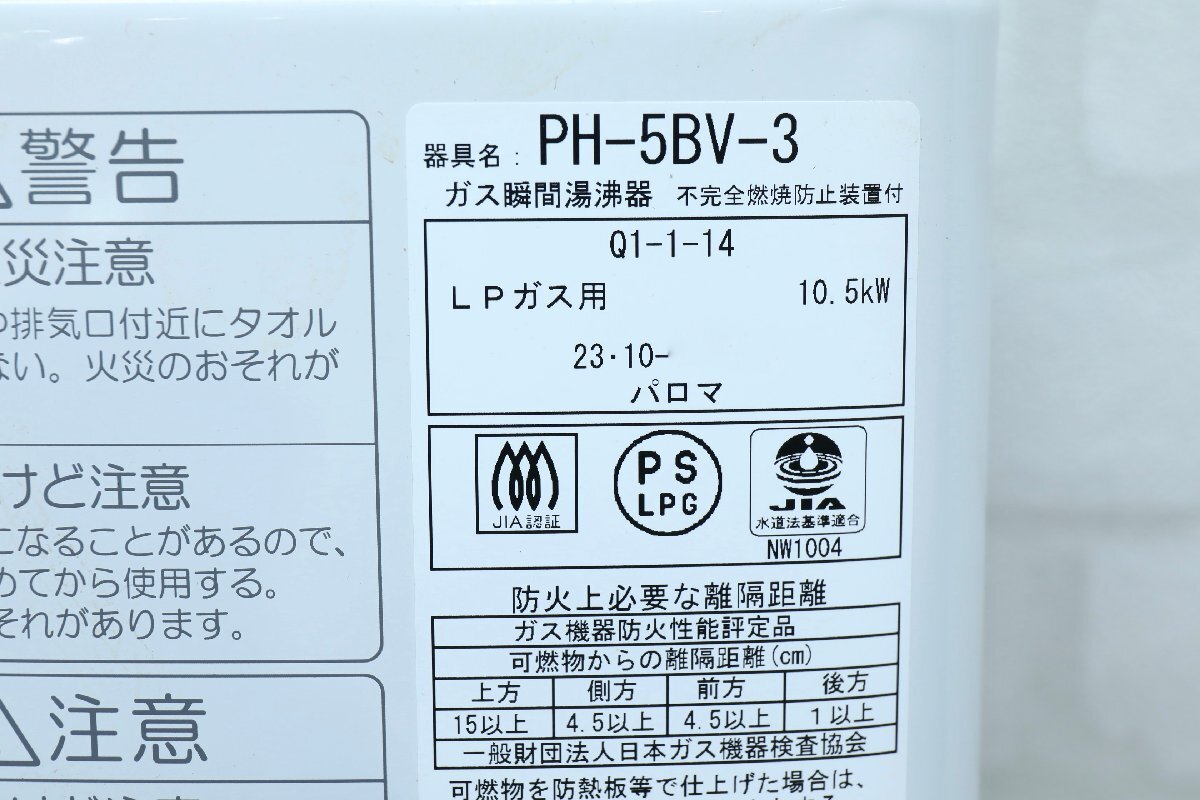 警告
災注意
排気口付近にタオル
ない。火災のおそれが
けど注意
になることがあるので、
めてから使用する。
それがあります。
注意
器具名: PH-5BV-3
ガス瞬間湯沸器 不完全燃焼防止装置付
Q1-1-14
LPガス用 10.5kW
23・10-
パロマ
JIA認証
PS
LPG
JIA
水道法基準適合
NW1004
防火上必要な離隔距離
ガス機器防火性能評定品
可燃物からの離隔距離(cm)
上方 側方 前方 後方
15以上 4.5以上 4.5以上 1以上
一般財団法人日本ガス機器検査協会
可燃物を防熱板等で仕上げた場合は、